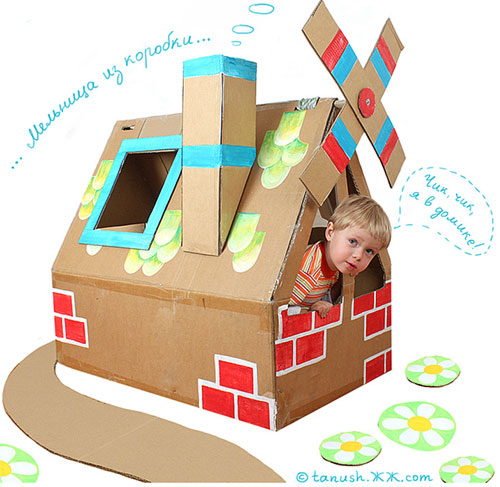 ... Мельница из коробки...
Чик, чик,
я в домике!
© tanush.ЖЖ.com